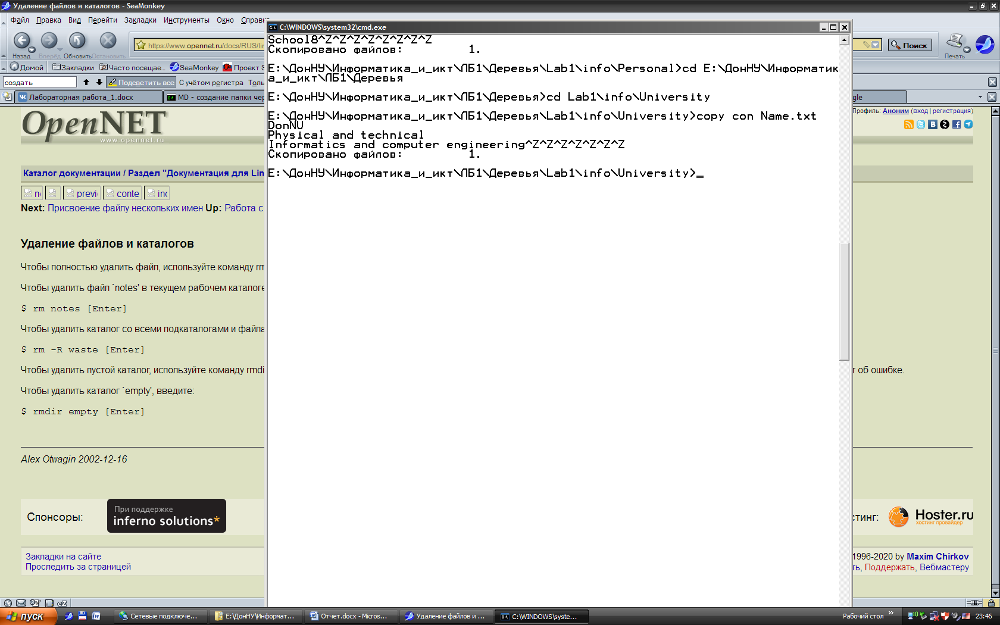 Удаление файлов и каталогов - SeaMonkey
Файл Правка Вид Перейти Закладки Инструменты Окно Справ
Назад Вперёд Обновить Остановить
https://www.opennet.ru/docs/RUS/lin
Поиск
Печать
Домой Закладки Часто посещае... SeaMonkey Проект S
создать
Подсветить все С учётом регистра Толь
Лабораторная работа_1.docx
MD - создание папки чер
gle
C:\WINDOWS\system32\cmd.exe
School8^Z^Z^Z^Z^Z^Z^Z^Z
Скопировано файлов: 1.
E:\ДонНУ\Информатика_и_икт\ЛБ1\Деревья\Lab1\info\Personal>cd E:\ДонНУ\Информатик
а_и_икт\ЛБ1\Деревья
E:\ДонНУ\Информатика_и_икт\ЛБ1\Деревья>cd Lab1\info\University
E:\ДонНУ\Информатика_и_икт\ЛБ1\Деревья\Lab1\info\University>copy con Name.txt
DonNU
Physical and technical
Informatics and computer engineering^Z^Z^Z^Z^Z^Z^Z
Скопировано файлов: 1.
E:\ДонНУ\Информатика_и_икт\ЛБ1\Деревья\Lab1\info\University>
OpenNET
www.opennet.ru
Профиль: Аноним (вход | регистрация)
Каталог документации / Раздел "Документация для Lin
previ conte inc
Next: Присвоение файлу нескольких имен Up: Работа с
Удаление файлов и каталогов
Чтобы полностью удалить файл, используйте команду rm
Чтобы удалить файл `notes' в текущем рабочем каталоге
$ rm notes [Enter]
Чтобы удалить каталог со всеми подкаталогами и файла
$ rm -R waste [Enter]
Чтобы удалить пустой каталог, используйте команду rmdi
т об ошибке.
Чтобы удалить каталог `empty', введите:
$ rmdir empty [Enter]
Alex Otwagin 2002-12-16
Спонсоры:
При поддержке
inferno solutions*
стинг:
Hoster.ru
хостинг провайдер
Закладки на сайте
Проследить за страницей
1996-2020 by Maxim Chirkov
ть, Поддержать, Вебмастеру
пуск
Сетевые подключе...
E:\ДонНУ\Информат...
Отчет.docx - Micros...
Удаление файлов и ...
C:\WINDOWS\syste...
Рабочий стол
23:46